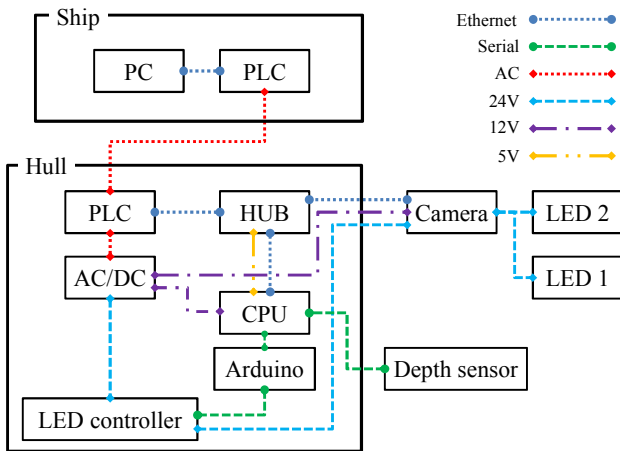 Ship
Ethernet
Serial
AC
24V
12V
5V
PC
PLC
Hull
PLC
HUB
Camera
LED 2
AC/DC
LED 1
CPU
Arduino
Depth sensor
LED controller